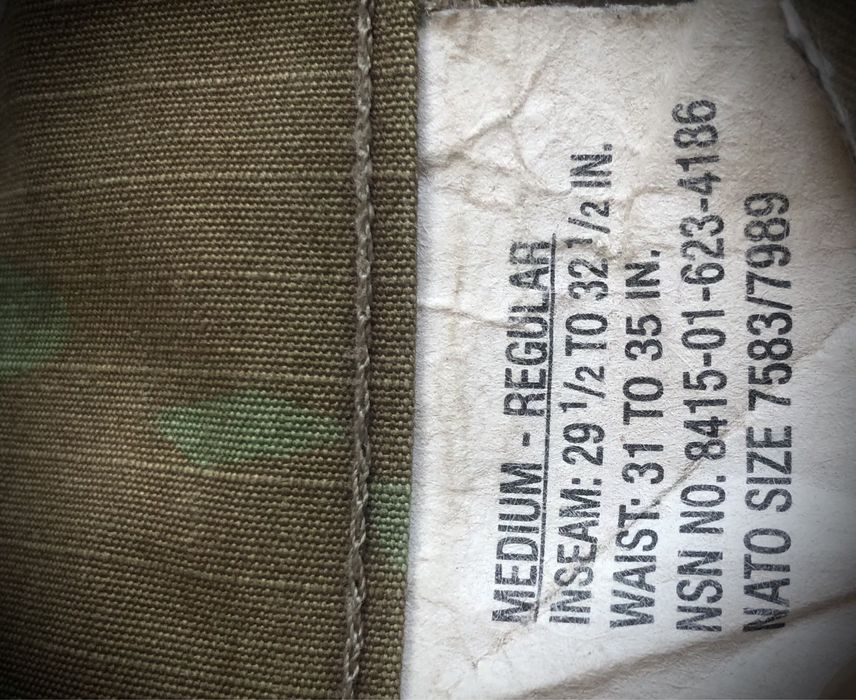 MEDIUM - REGULAR
INSEAM: 29 1/2 TO 32 1/2 IN.
WAIST: 31 TO 35 IN.
NSN NO. 8415-01-623-4186
NATO SIZE 7583/7989